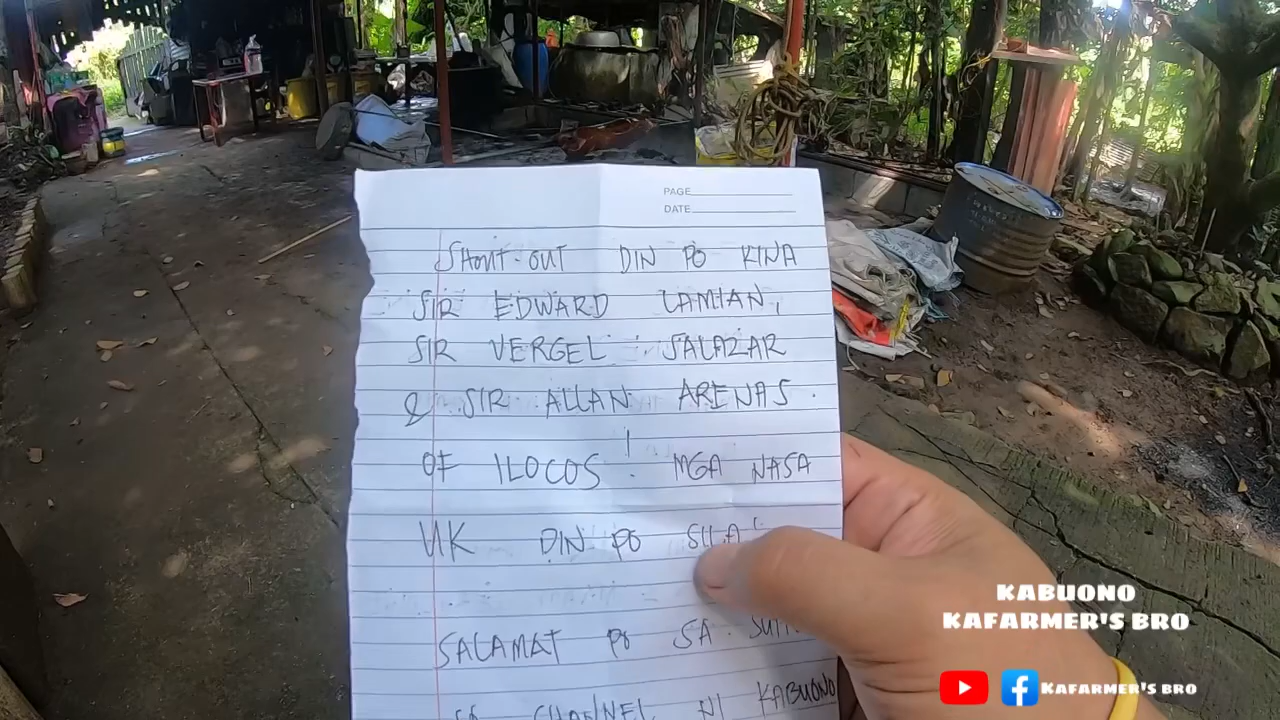 PAGE
DATE
SHOUT-OUT DIN PO KINA
SIR EDWARD LAMIAN,
SIR VERGEL SALAZAR
& SIR ALLAN ARENAS.
OF ILOCOS! MGA NASA
UK DIN PO SILA!
SALAMAT PO SA
SA CHANNEL NI KABUONO
KABUONO
KAFARMER'S BRO
KAFARMER'S BRO